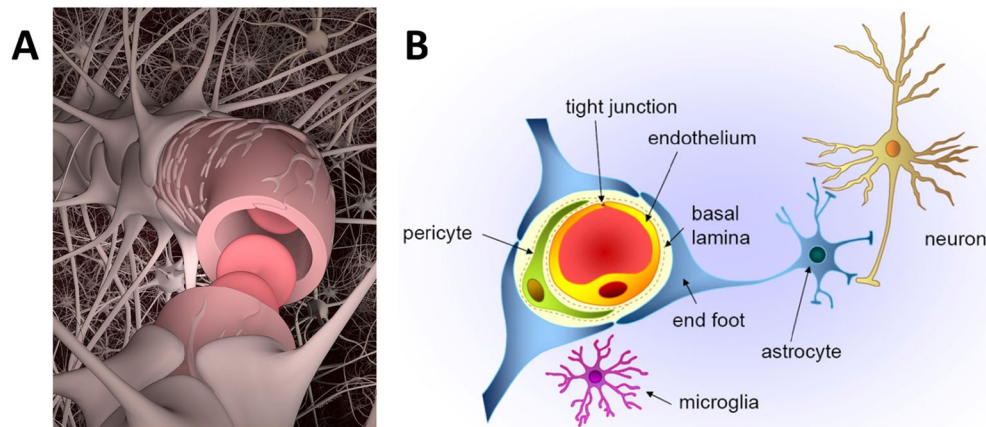 A
B
tight junction
endothelium
basal
lamina
pericyte
neuron
end foot
astrocyte
microglia